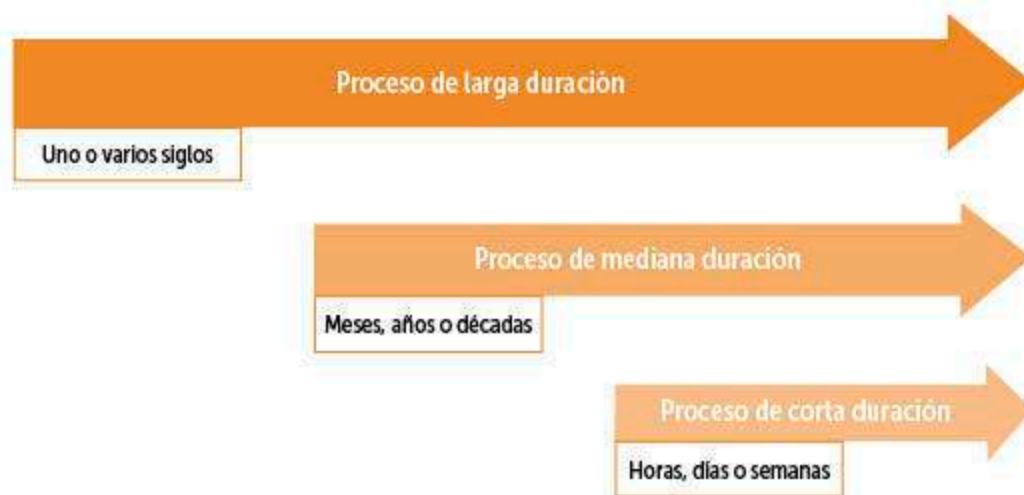 Proceso de larga duración
Uno o varios siglos
Proceso de mediana duración
Meses, años o décadas
Proceso de corta duración
Horas, días o semanas